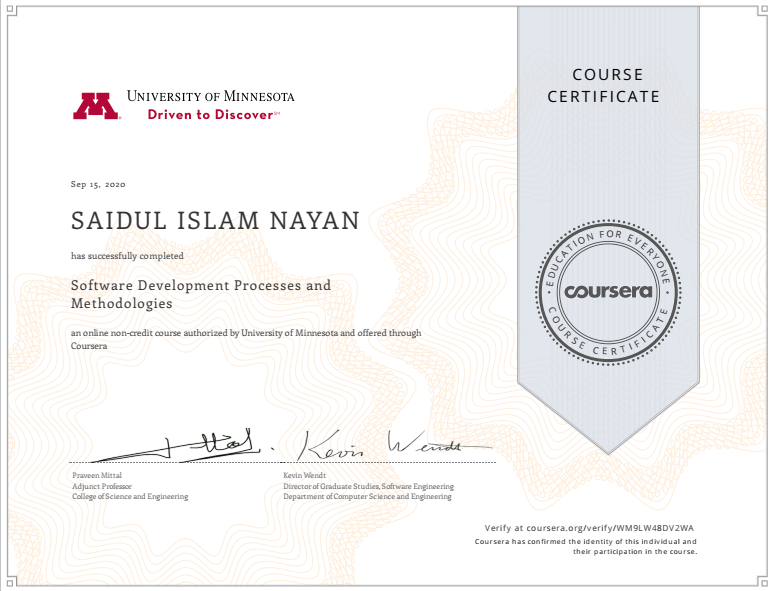 UNIVERSITY OF MINNESOTA
Driven to Discover℠
COURSE
CERTIFICATE
Sep 15, 2020
SAIDUL ISLAM NAYAN
has successfully completed
Software Development Processes and
Methodologies
an online non-credit course authorized by University of Minnesota and offered through
Coursera
EDUCATION FOR EVERYONE
coursera
COURSE CERTIFICATE
Kevin Wendt
Praveen Mittal
Adjunct Professor
College of Science and Engineering
Kevin Wendt
Director of Graduate Studies, Software Engineering
Department of Computer Science and Engineering
Verify at coursera.org/verify/WM9LW48DV2WA
Coursera has confirmed the identity of this individual and
their participation in the course.